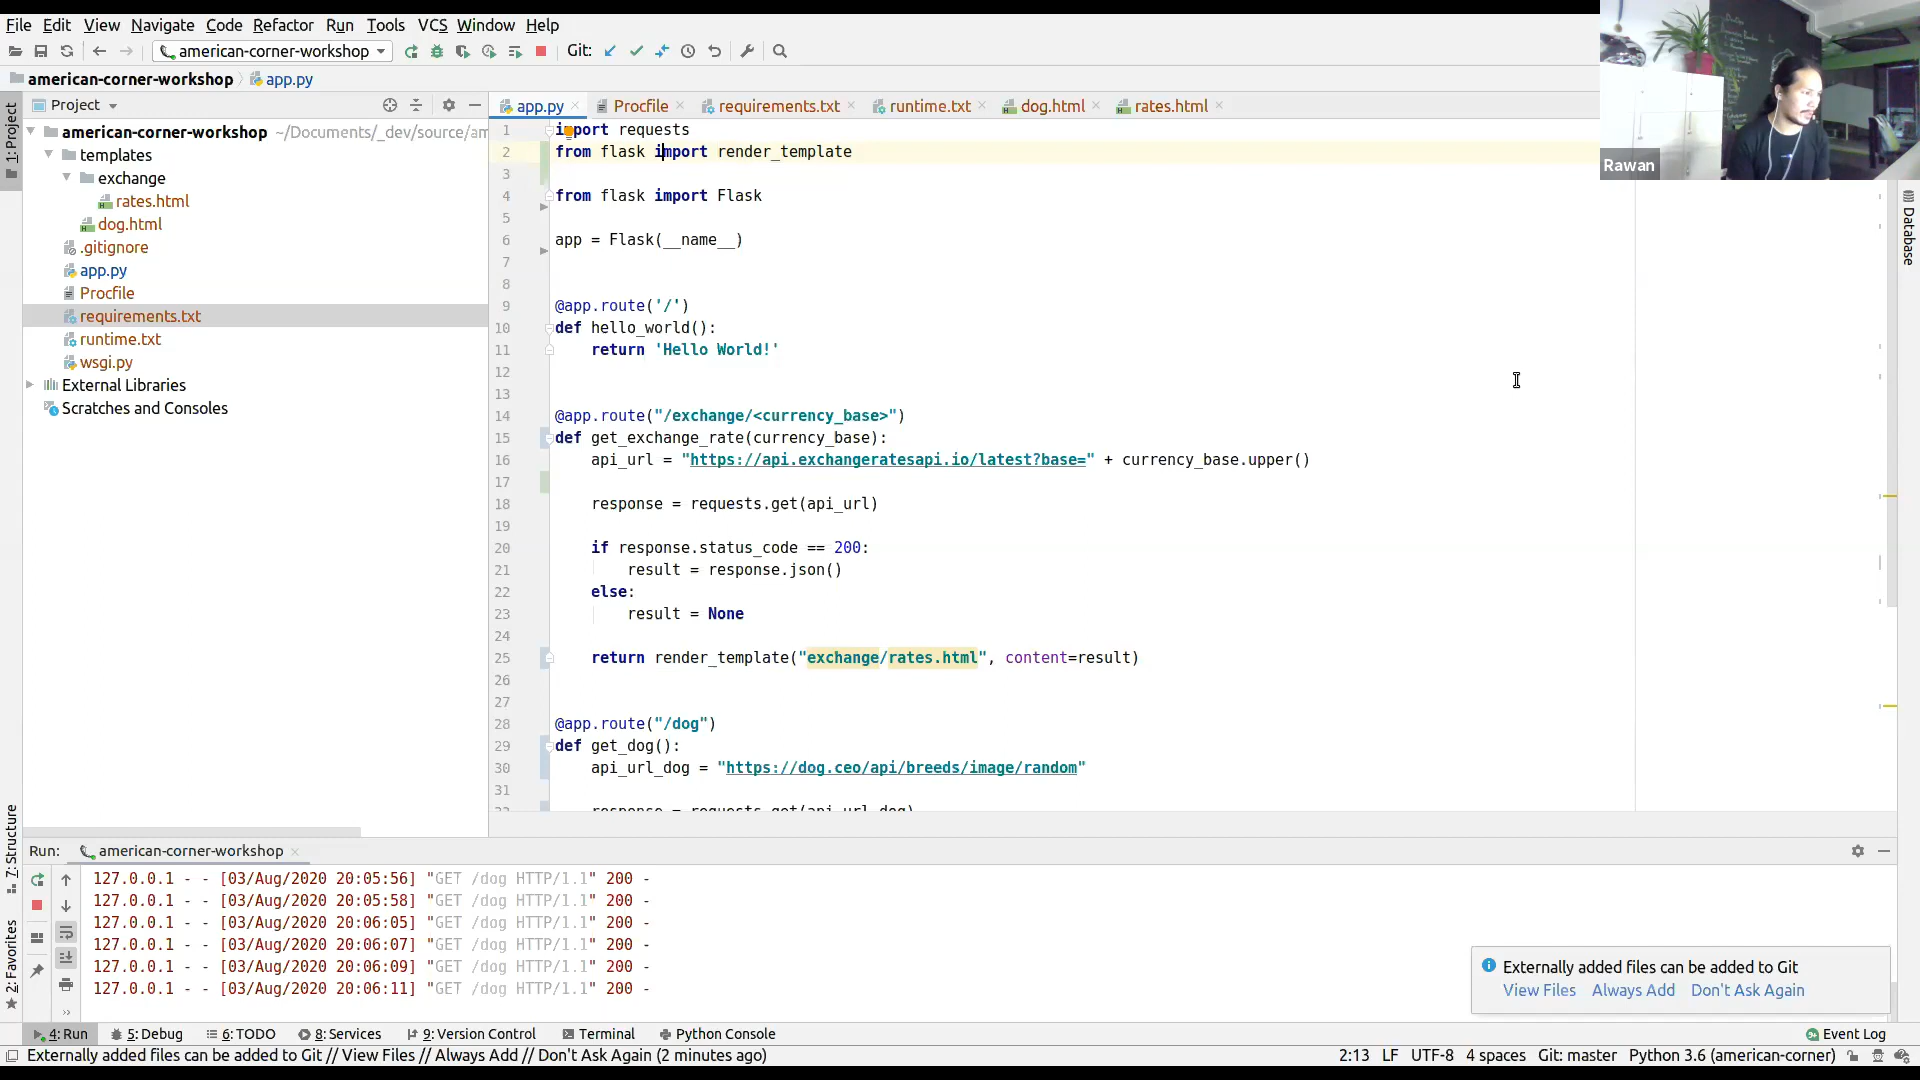 File Edit View Navigate Code Refactor Run Tools VCS Window Help
american-corner-workshop Git:
american-corner-workshop app.py
Project
app.py Procfile requirements.txt runtime.txt dog.html rates.html
1: Project
american-corner-workshop ~/Documents/_dev/source/am
templates
exchange
rates.html
dog.html
.gitignore
app.py
Procfile
requirements.txt
runtime.txt
wsgi.py
External Libraries
Scratches and Consoles
1 import requests
2 from flask import render_template
3
4 from flask import Flask
5
6 app = Flask(__name__)
7
8
9 @app.route('/')
10 def hello_world():
11 return 'Hello World!'
12
13
14 @app.route("/exchange/<currency_base>")
15 def get_exchange_rate(currency_base):
16 api_url = "https://api.exchangeratesapi.io/latest?base=" + currency_base.upper()
17
18 response = requests.get(api_url)
19
20 if response.status_code == 200:
21 result = response.json()
22 else:
23 result = None
24
25 return render_template("exchange/rates.html", content=result)
26
27
28 @app.route("/dog")
29 def get_dog():
30 api_url_dog = "https://dog.ceo/api/breeds/image/random"
31
32 response = requests.get(api_url_dog)
Rawan
Database
7: Structure
2: Favorites
Run: american-corner-workshop
127.0.0.1 - - [03/Aug/2020 20:05:56] "GET /dog HTTP/1.1" 200 -
127.0.0.1 - - [03/Aug/2020 20:05:58] "GET /dog HTTP/1.1" 200 -
127.0.0.1 - - [03/Aug/2020 20:06:05] "GET /dog HTTP/1.1" 200 -
127.0.0.1 - - [03/Aug/2020 20:06:07] "GET /dog HTTP/1.1" 200 -
127.0.0.1 - - [03/Aug/2020 20:06:09] "GET /dog HTTP/1.1" 200 -
127.0.0.1 - - [03/Aug/2020 20:06:11] "GET /dog HTTP/1.1" 200 -
Externally added files can be added to Git
View Files Always Add Don't Ask Again
4: Run 5: Debug 6: TODO 8: Services 9: Version Control Terminal Python Console Event Log
Externally added files can be added to Git // View Files // Always Add // Don't Ask Again (2 minutes ago) 2:13 LF UTF-8 4 spaces Git: master Python 3.6 (american-corner)